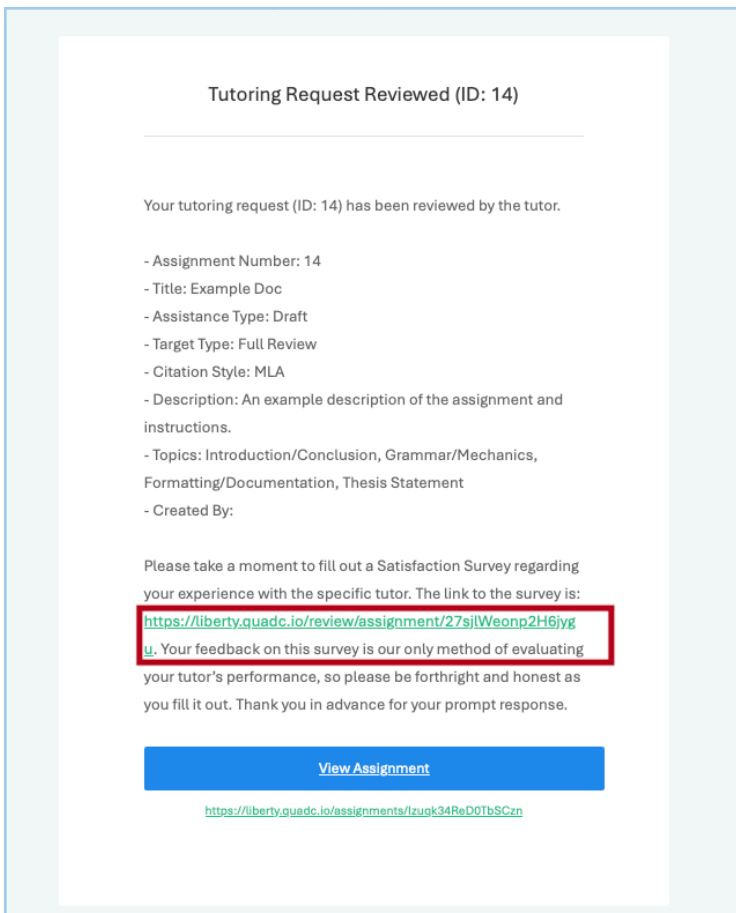 Tutoring Request Reviewed (ID: 14)
Your tutoring request (ID: 14) has been reviewed by the tutor.
- Assignment Number: 14
- Title: Example Doc
- Assistance Type: Draft
- Target Type: Full Review
- Citation Style: MLA
- Description: An example description of the assignment and
instructions.
- Topics: Introduction/Conclusion, Grammar/Mechanics,
Formatting/Documentation, Thesis Statement
- Created By:
Please take a moment to fill out a Satisfaction Survey regarding
your experience with the specific tutor. The link to the survey is:
https://liberty.quadc.io/review/assignment/27sjlWeonp2H6jyg
u. Your feedback on this survey is our only method of evaluating
your tutor’s performance, so please be forthright and honest as
you fill it out. Thank you in advance for your prompt response.
View Assignment
https://liberty.quadc.io/assignments/Izuqk34ReD0TbSCzn